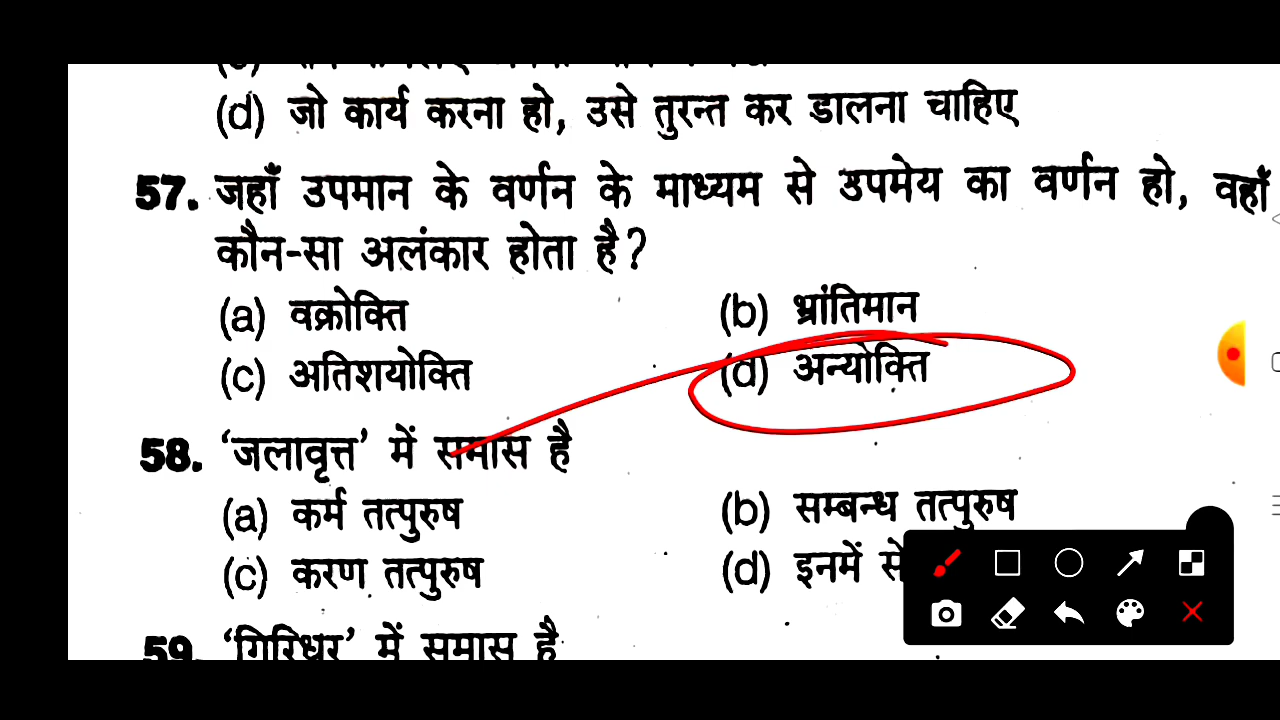 (d) जो कार्य करना हो, उसे तुरन्त कर डालना चाहिए
57. जहाँ उपमान के वर्णन के माध्यम से उपमेय का वर्णन हो, वहाँ
कौन-सा अलंकार होता है?
(a) वक्रोक्ति (b) भ्रांतिमान
(c) अतिशयोक्ति (d) अन्योक्ति
58. ‘जलावृत्त’ में समास है
(a) कर्म तत्पुरुष (b) सम्बन्ध तत्पुरुष
(c) करण तत्पुरुष (d) इनमें से
59. ‘गिरिधर’ में समास है